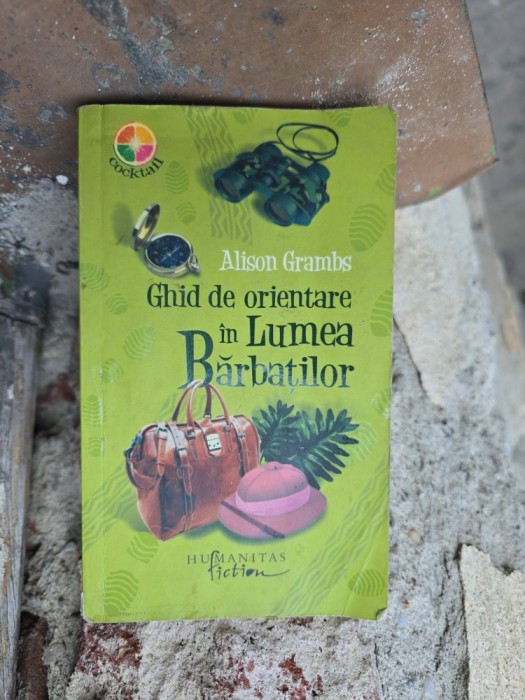 cocktail
Alison Grambs
Ghid de orientare
în Lumea
Bărbaților
HUMANITAS
fiction